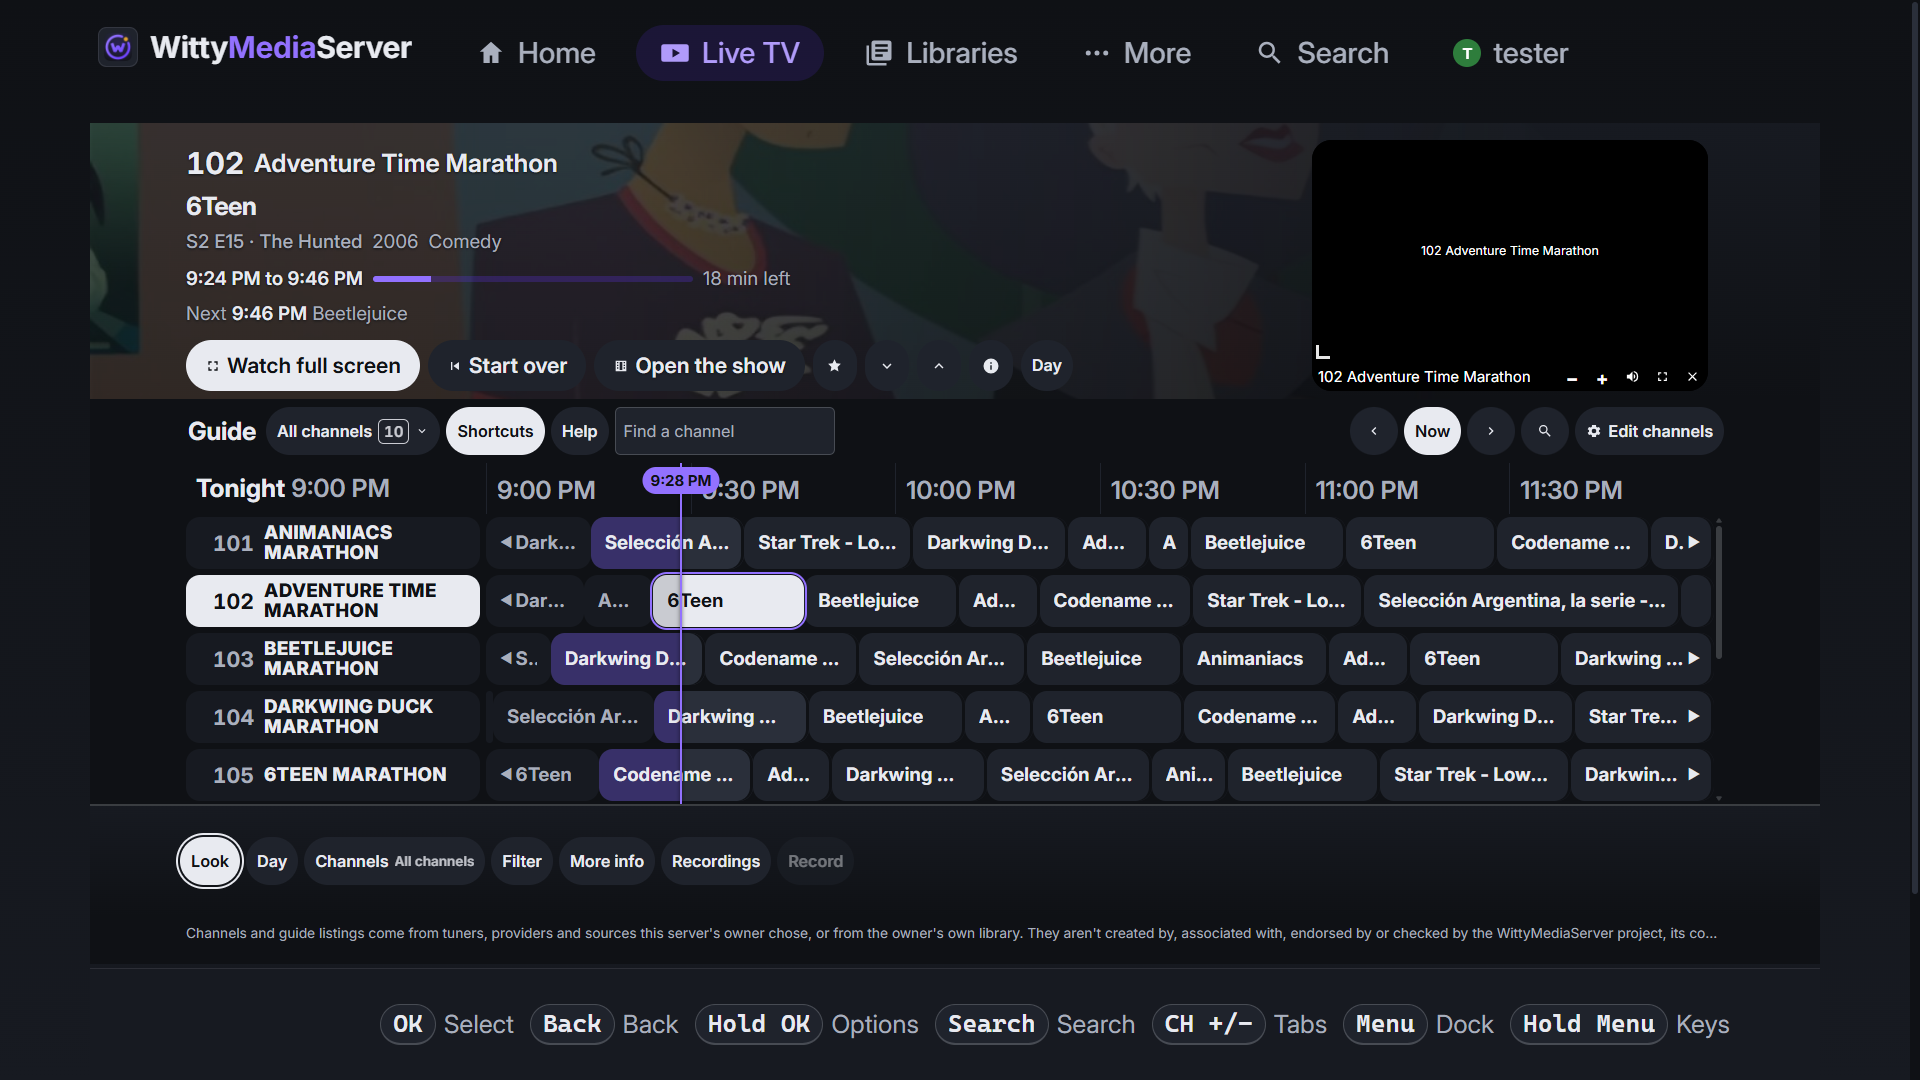 WittyMediaServer Home Live TV Libraries More Search T tester
102 Adventure Time Marathon
6Teen
S2 E15 · The Hunted 2006 Comedy
9:24 PM to 9:46 PM 18 min left
Next 9:46 PM Beetlejuice
Watch full screen Start over Open the show Day
102 Adventure Time Marathon
102 Adventure Time Marathon
Guide All channels 10 Shortcuts Help Find a channel Now Edit channels
Tonight 9:00 PM 9:00 PM 9:28 PM :30 PM 10:00 PM 10:30 PM 11:00 PM 11:30 PM
101 ANIMANIACS MARATHON Dark... Selección A... Star Trek - Lo... Darkwing D... Ad... A Beetlejuice 6Teen Codename ... D.
102 ADVENTURE TIME MARATHON Dar... A... 6Teen Beetlejuice Ad... Codename ... Star Trek - Lo... Selección Argentina, la serie -...
103 BEETLEJUICE MARATHON S.. Darkwing D... Codename ... Selección Ar... Beetlejuice Animaniacs Ad... 6Teen Darkwing ...
104 DARKWING DUCK MARATHON Selección Ar... Darkwing ... Beetlejuice A... 6Teen Codename ... Ad... Darkwing D... Star Tre...
105 6TEEN MARATHON 6Teen Codename ... Ad... Darkwing ... Selección Ar... Ani... Beetlejuice Star Trek - Low... Darkwin...
Look Day Channels All channels Filter More info Recordings Record
Channels and guide listings come from tuners, providers and sources this server's owner chose, or from the owner's own library. They aren't created by, associated with, endorsed by or checked by the WittyMediaServer project, its co...
OK Select Back Back Hold OK Options Search Search CH +/− Tabs Menu Dock Hold Menu Keys